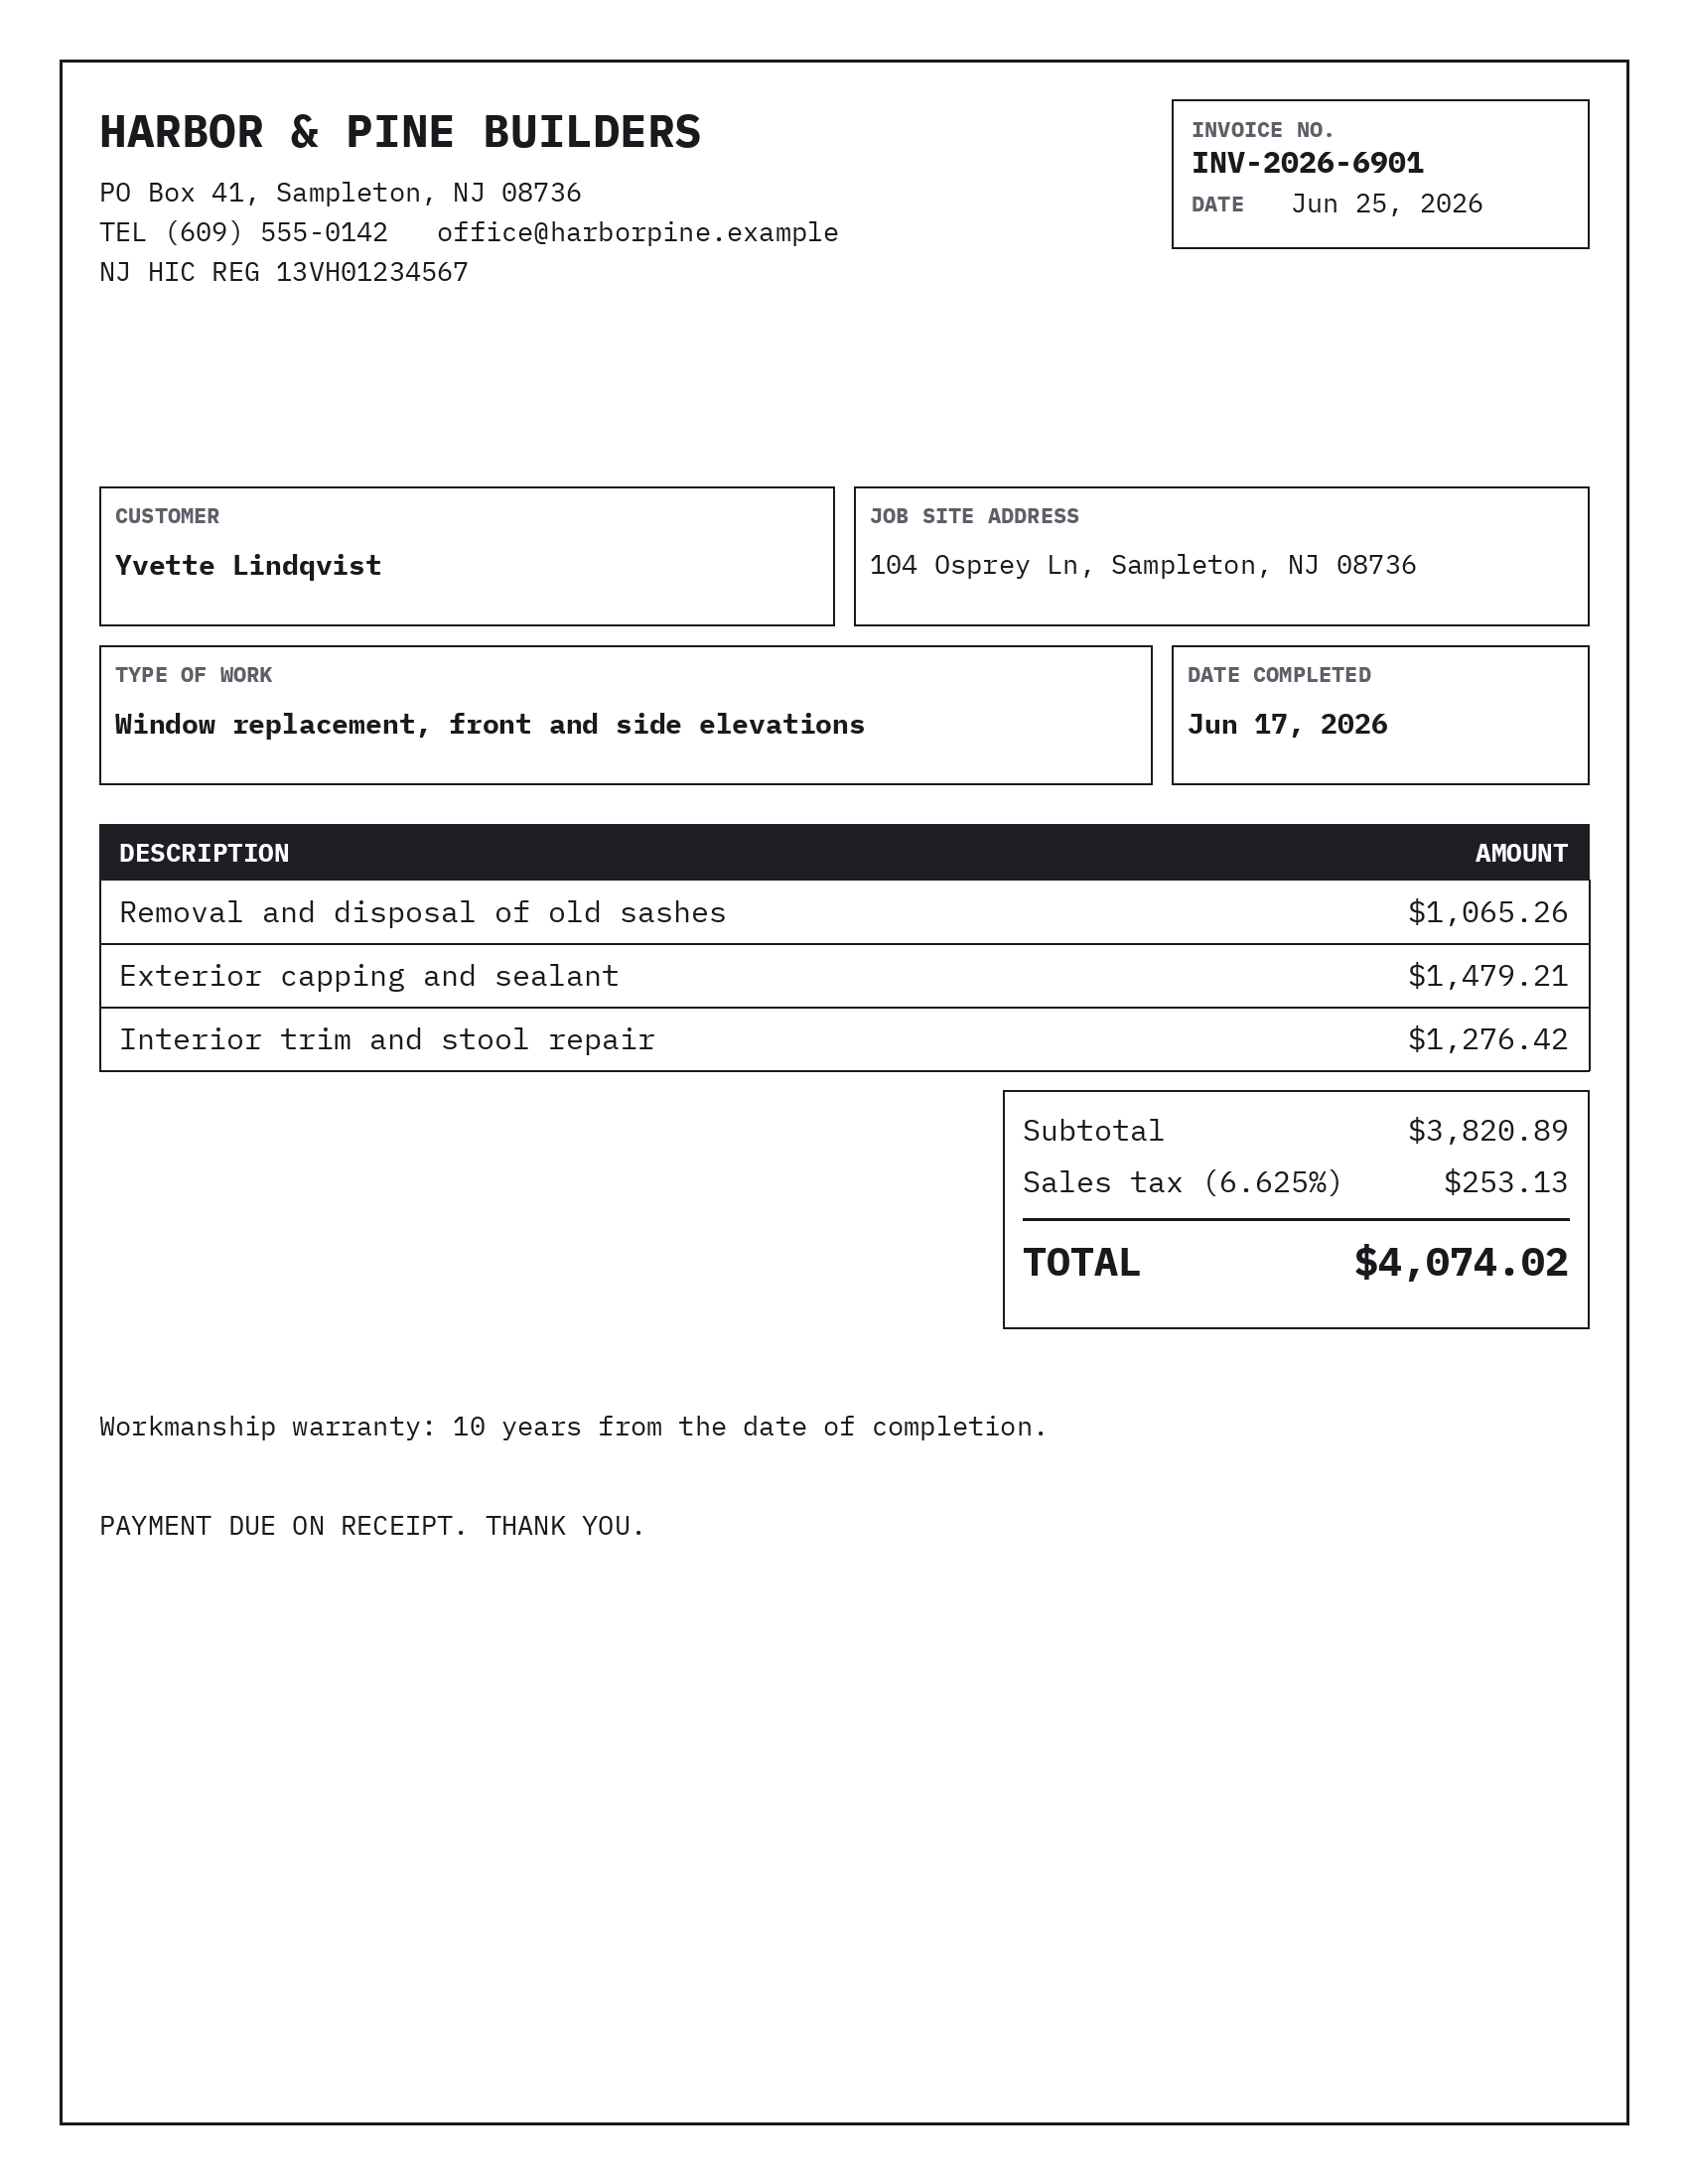 HARBOR & PINE BUILDERS
PO Box 41, Sampleton, NJ 08736
TEL (609) 555-0142 office@harborpine.example
NJ HIC REG 13VH01234567
INVOICE NO.
INV-2026-6901
DATE Jun 25, 2026
CUSTOMER
Yvette Lindqvist
JOB SITE ADDRESS
104 Osprey Ln, Sampleton, NJ 08736
TYPE OF WORK
Window replacement, front and side elevations
DATE COMPLETED
Jun 17, 2026
DESCRIPTION AMOUNT
Removal and disposal of old sashes $1,065.26
Exterior capping and sealant $1,479.21
Interior trim and stool repair $1,276.42
Subtotal $3,820.89
Sales tax (6.625%) $253.13
TOTAL $4,074.02
Workmanship warranty: 10 years from the date of completion.
PAYMENT DUE ON RECEIPT. THANK YOU.